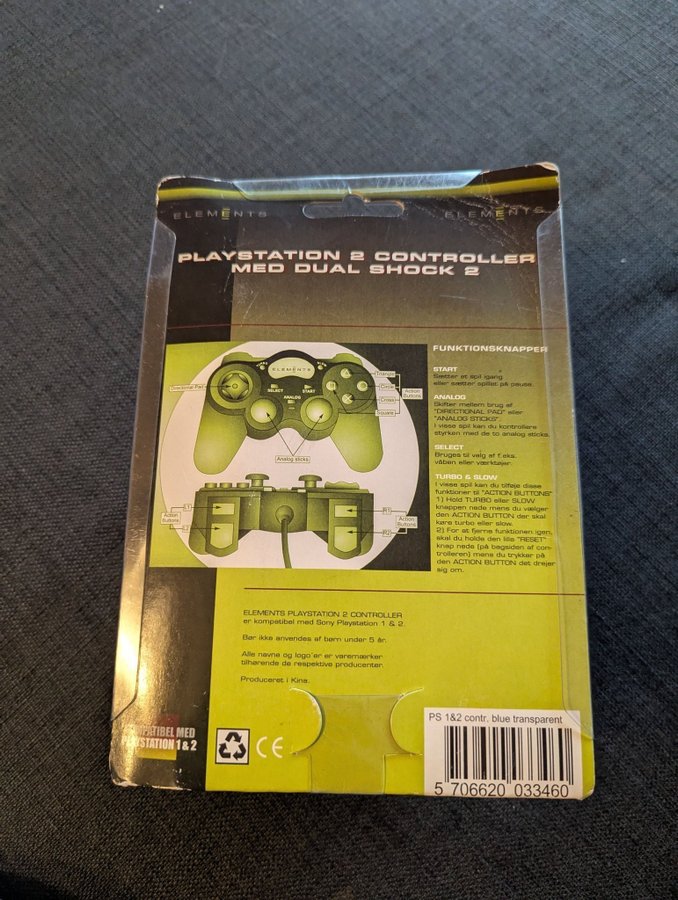 ELEMENTS
ELEMENTS
PLAYSTATION 2 CONTROLLER
MED DUAL SHOCK 2
FUNKTIONSKNAPPER
START
Sætter et spil igang
eller sætter spillet på pause.
ANALOG
Skifter mellem brug af
"DIRECTIONAL PAD" eller
"ANALOG STICKS".
I visse spil kan du kontrollere
styrken med de to analog sticks.
SELECT
Bruges til valg af f.eks.
våben eller værktøjer.
TURBO & SLOW
I visse spil kan du tilføje disse
funktioner til "ACTION BUTTONS"
1) Hold TURBO eller SLOW
knappen nede mens du vælger
den ACTION BUTTON der skal
køre turbo eller slow.
2) For at fjerne funktionen igen,
skal du holde den lille "RESET"
knap nede (på bagsiden af con-
trolleren) mens du trykker på
den ACTION BUTTON det drejer
sig om.
ELEMENTS
Directional Pad
SELECT
START
ANALOG
Triangle
Circle
Cross
Square
Action
Buttons
Analog sticks
Action
Buttons
L1
R1
R2
Action
Buttons
ELEMENTS PLAYSTATION 2 CONTROLLER
er kompatibel med Sony Playstation 1 & 2.
Bør ikke anvendes af børn under 5 år.
Alle navne og logo'er er varemærker
tilhørende de respektive producenter.
Produceret i Kina.
MED
PLAYSTATION 1 & 2
CE
PS 1&2 contr. blue transparent
5 706620 033460